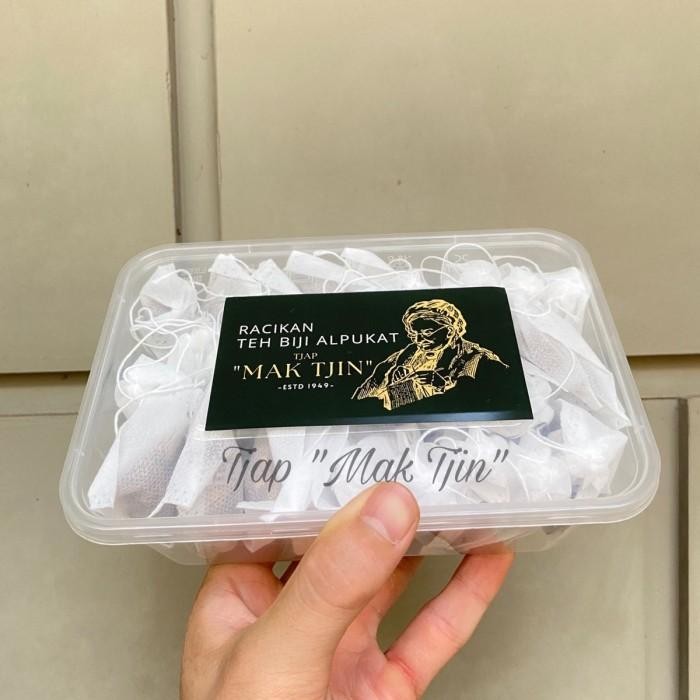 RACIKAN
TEH BIJI ALPUKAT
TJAP
"MAK TJIN"
-ESTD 1949-
Tjap "Mak Tjin"